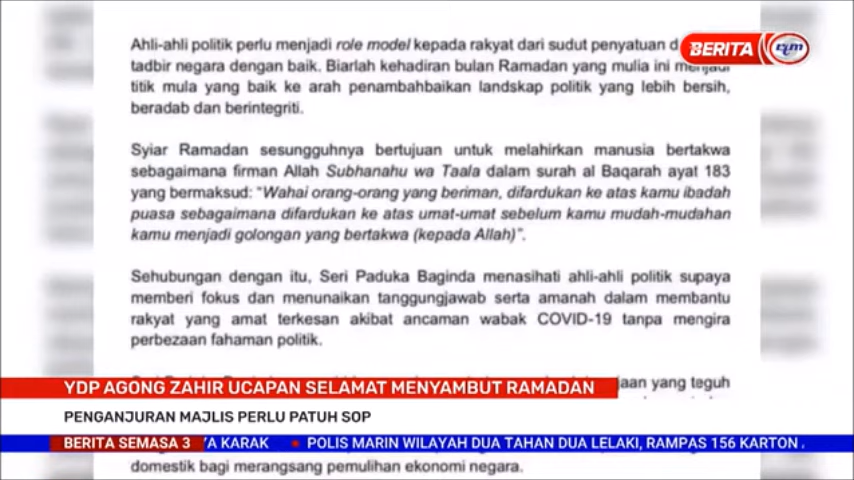 Ahli-ahli politik perlu menjadi role model kepada rakyat dari sudut penyatuan
tadbir negara dengan baik. Biarlah kehadiran bulan Ramadan yang mulia ini menjadi
titik mula yang baik ke arah penambahbaikan landskap politik yang lebih bersih,
beradab dan berintegriti.
BERITA
Syiar Ramadan sesungguhnya bertujuan untuk melahirkan manusia bertakwa
sebagaimana firman Allah Subhanahu wa Taala dalam surah al Baqarah ayat 183
yang bermaksud: “Wahai orang-orang yang beriman, difardukan ke atas kamu ibadah
puasa sebagaimana difardukan ke atas umat-umat sebelum kamu mudah-mudahan
kamu menjadi golongan yang bertakwa (kepada Allah)”.
Sehubungan dengan itu, Seri Paduka Baginda menasihati ahli-ahli politik supaya
memberi fokus dan menunaikan tanggungjawab serta amanah dalam membantu
rakyat yang amat terkesan akibat ancaman wabak COVID-19 tanpa mengira
perbezaan fahaman politik.
yang teguh
YDP AGONG ZAHIR UCAPAN SELAMAT MENYAMBUT RAMADAN
PENGANJURAN MAJLIS PERLU PATUH SOP
BERITA SEMASA 3 'YA KARAK • POLIS MARIN WILAYAH DUA TAHAN DUA LELAKI, RAMPAS 156 KARTON
domestik bagi merangsang pemulihan ekonomi negara.